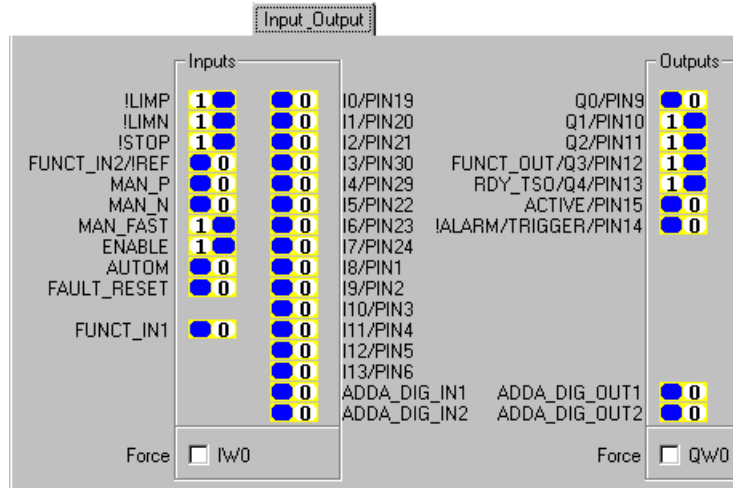 Input_Output
Inputs Outputs
!LIMP 1 0 I0/PIN19 Q0/PIN9 0
!LIMN 1 0 I1/PIN20 Q1/PIN10 1
!STOP 1 0 I2/PIN21 Q2/PIN11 1
FUNCT_IN2/!REF 0 0 I3/PIN30 FUNCT_OUT/Q3/PIN12 1
MAN_P 0 0 I4/PIN29 RDY_TSO/Q4/PIN13 1
MAN_N 0 0 I5/PIN22 ACTIVE/PIN15 0
MAN_FAST 1 0 I6/PIN23 !ALARM/TRIGGER/PIN14 0
ENABLE 1 0 I7/PIN24
AUTOM 0 0 I8/PIN1
FAULT_RESET 0 0 I9/PIN2
0 I10/PIN3
FUNCT_IN1 0 0 I11/PIN4
0 I12/PIN5
0 I13/PIN6
0 ADDA_DIG_IN1 ADDA_DIG_OUT1 0
0 ADDA_DIG_IN2 ADDA_DIG_OUT2 0
Force IW0 Force QW0